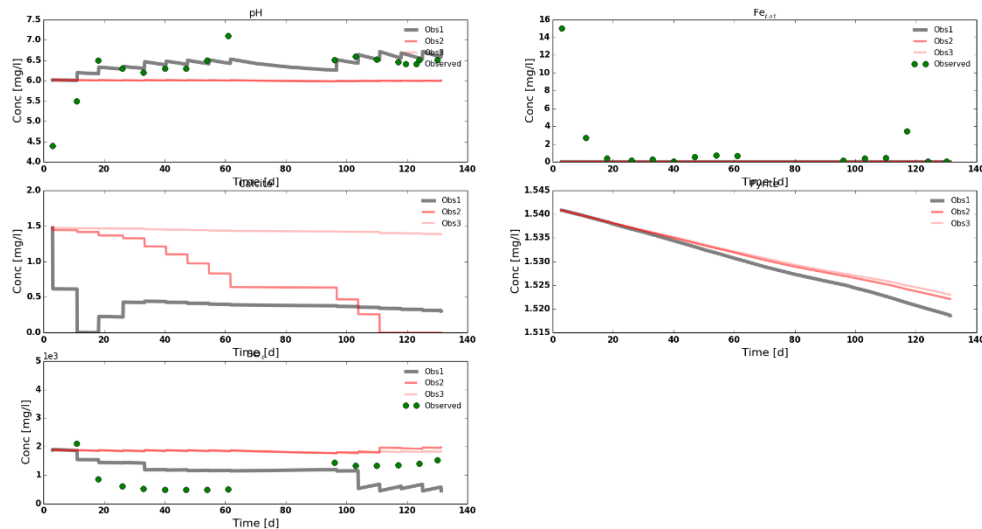 pH
Conc [mg/l]
7.5
7.0
6.5
6.0
5.5
5.0
4.5
4.0
0 20 40 60 80 100 120 140
Time [d]
Obs1
Obs2
Obs3
Observed
Fe_tot
Conc [mg/l]
16
14
12
10
8
6
4
2
0
0 20 40 60 80 100 120 140
Time [d]
Obs1
Obs2
Obs3
Observed
Calcite
Conc [mg/l]
2.0
1.5
1.0
0.5
0.0
0 20 40 60 80 100 120 140
Time [d]
Obs1
Obs2
Obs3
Pyrite
Conc [mg/l]
1.545
1.540
1.535
1.530
1.525
1.520
1.515
0 20 40 60 80 100 120 140
Time [d]
Obs1
Obs2
Obs3
1e3
Conc [mg/l]
5
4
3
2
1
0
0 20 40 60 80 100 120 140
Time [d]
Obs1
Obs2
Obs3
Observed